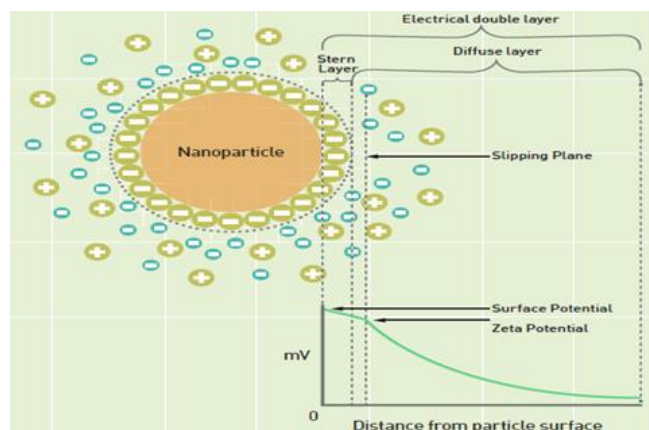 Electrical double layer
Stern
Layer
Diffuse layer
Nanoparticle
Slipping Plane
Surface Potential
Zeta Potential
mV
0
Distance from particle surface